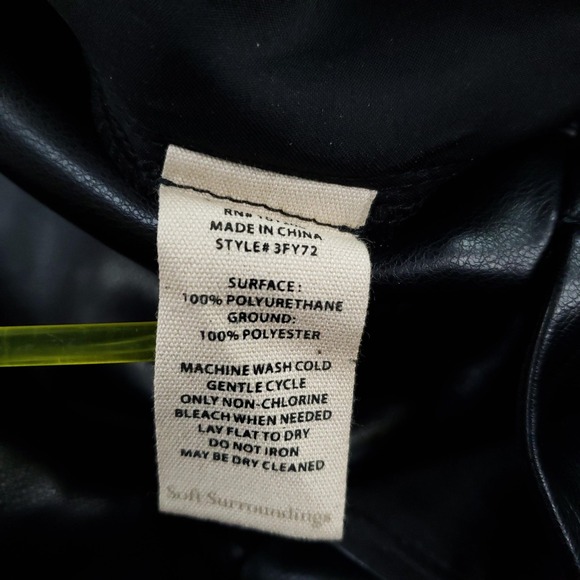 RN#
MADE IN CHINA
STYLE# 3FY72
SURFACE:
100% POLYURETHANE
GROUND:
100% POLYESTER
MACHINE WASH COLD
GENTLE CYCLE
ONLY NON-CHLORINE
BLEACH WHEN NEEDED
LAY FLAT TO DRY
DO NOT IRON
MAY BE DRY CLEANED
Soft Surroundings